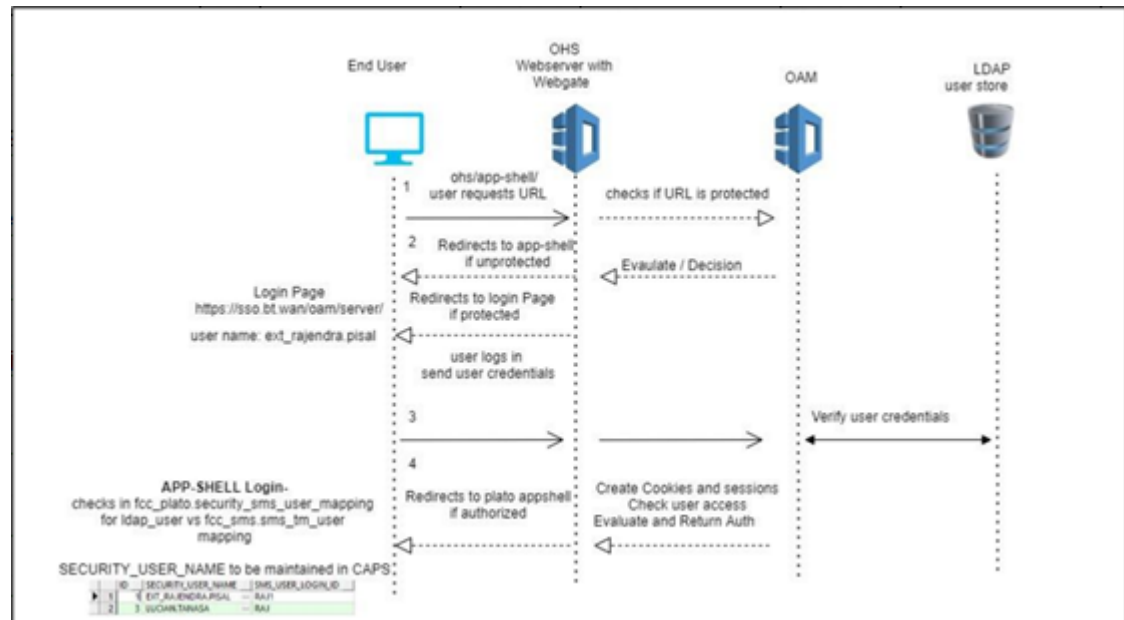 End User
OHS
Webserver with
Webgate
OAM
LDAP
user store
1
ohs/app-shell/
user requests URL
checks if URL is protected
2
Redirects to app-shell
if unprotected
Evaulate / Decision
Login Page
https://sso.bt.wan/oam/server/
user name: ext_rajendra.pisal
Redirects to login Page
if protected
user logs in
send user credentials
3
Verify user credentials
4
APP-SHELL Login-
checks in fcc_plato.security_sms_user_mapping
for ldap_user vs fcc_sms.sms_tm_user
mapping
Redirects to plato appshell
if authorized
Create Cookies and sessions
Check user access
Evaluate and Return Auth
SECURITY_USER_NAME to be maintained in CAPS
ID SECURITY_USER_NAME SMS_USER_LOGIN_ID
1 EXT_RAJENDRA.PISAL RAJ1
2 3 LUCIAN.TANASA RAJ